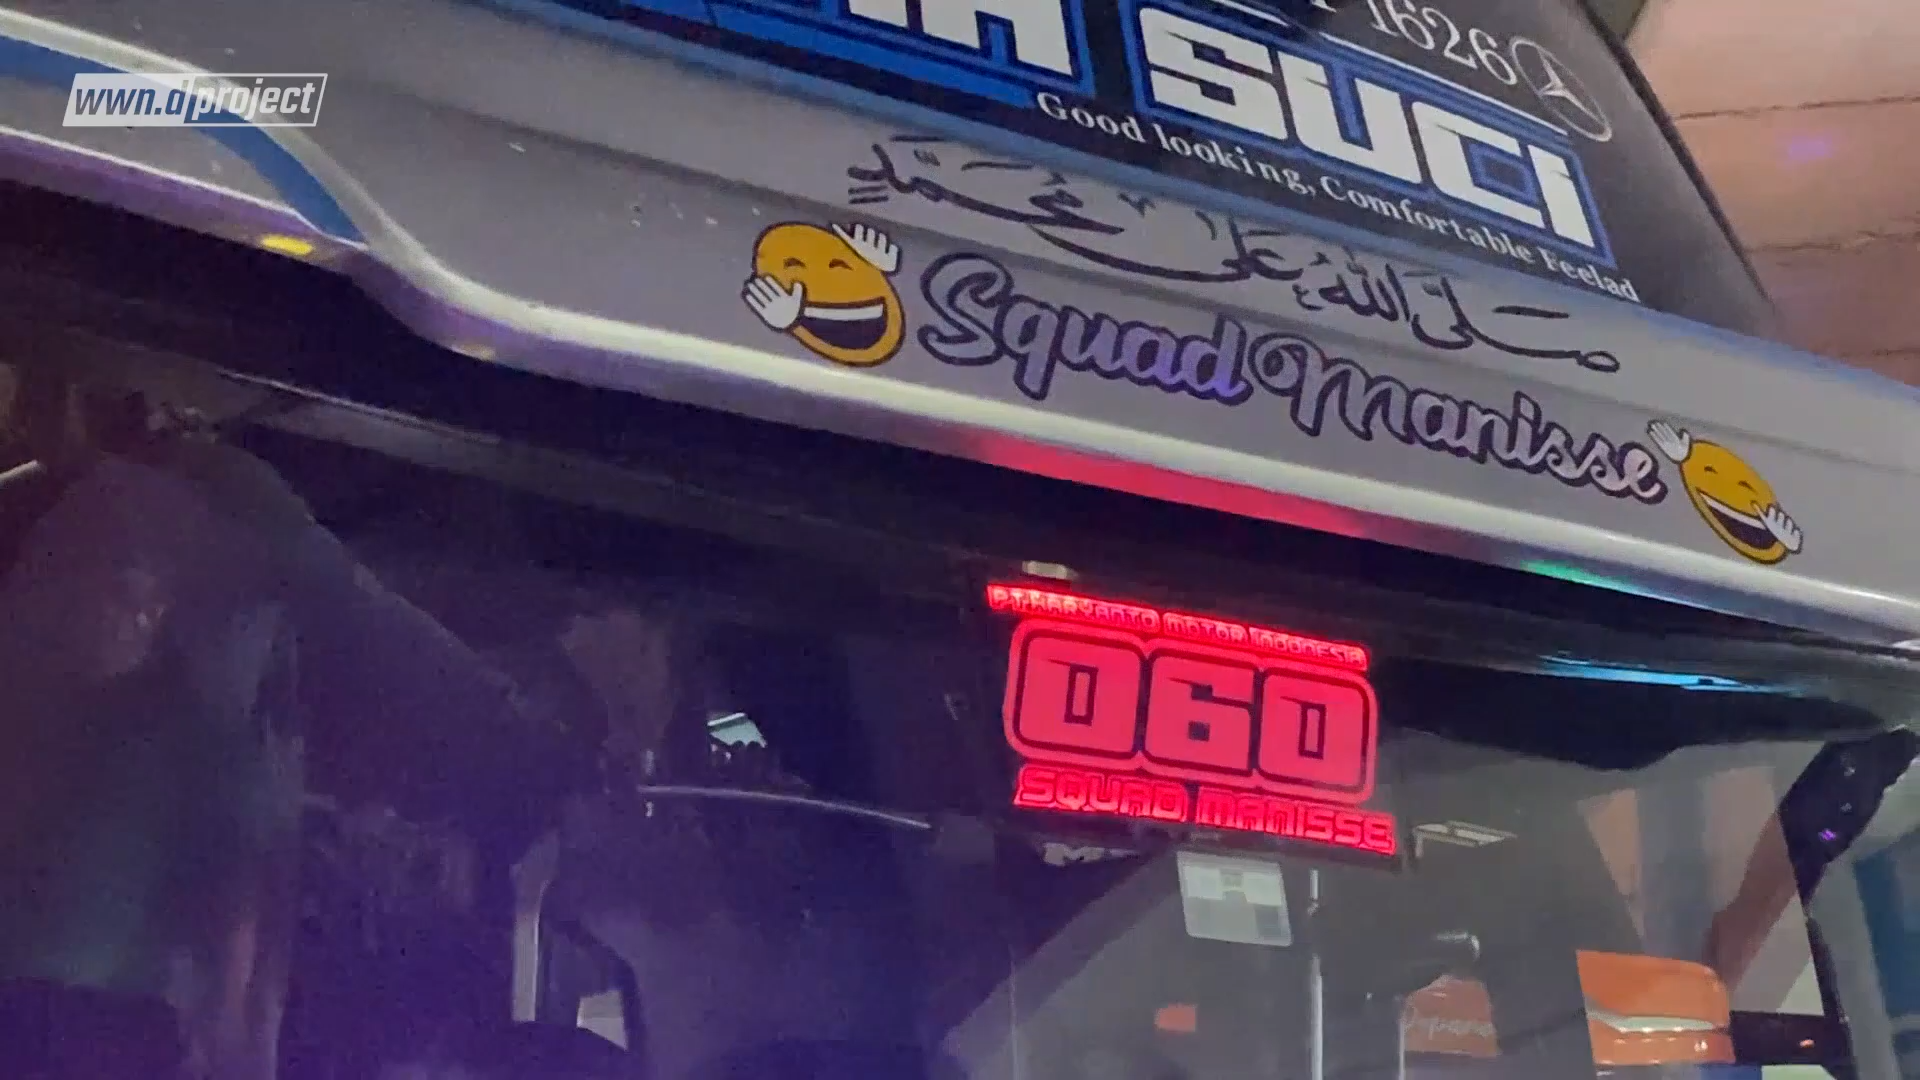 wwn.dproject
1626
SUCI
Good looking, Comfortable Feelad
صلى الله على محمد
Squad Manisse
PT.HARYANTO MOTOR INDONESIA
060
SQUAD MANISSE